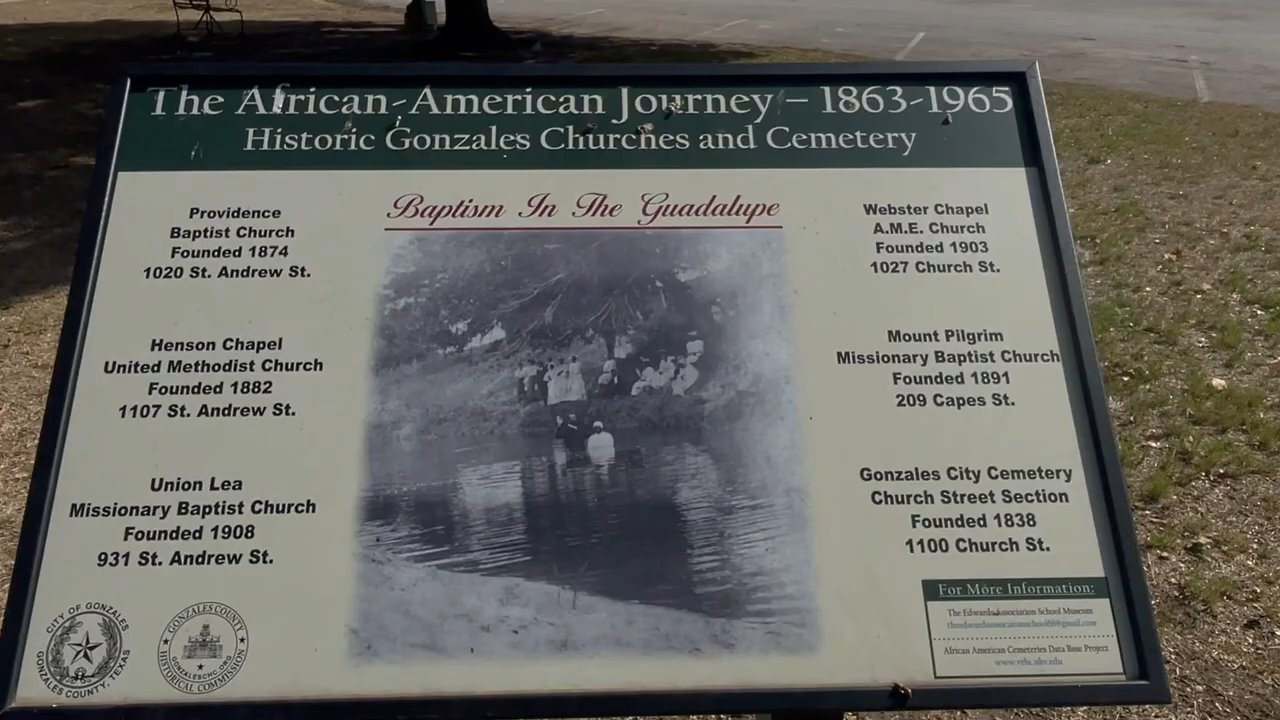 The African-American Journey – 1863-1965
Historic Gonzales Churches and Cemetery
Baptism In The Guadalupe
Providence
Baptist Church
Founded 1874
1020 St. Andrew St.
Henson Chapel
United Methodist Church
Founded 1882
1107 St. Andrew St.
Union Lea
Missionary Baptist Church
Founded 1908
931 St. Andrew St.
Webster Chapel
A.M.E. Church
Founded 1903
1027 Church St.
Mount Pilgrim
Missionary Baptist Church
Founded 1891
209 Capes St.
Gonzales City Cemetery
Church Street Section
Founded 1838
1100 Church St.
CITY OF GONZALES
GONZALES COUNTY, TEXAS
GONZALES COUNTY
GONZALESCHC.ORG
HISTORICAL COMMISSION
For More Information:
The Edwards Association School Museum
African American Cemeteries Data Base Project